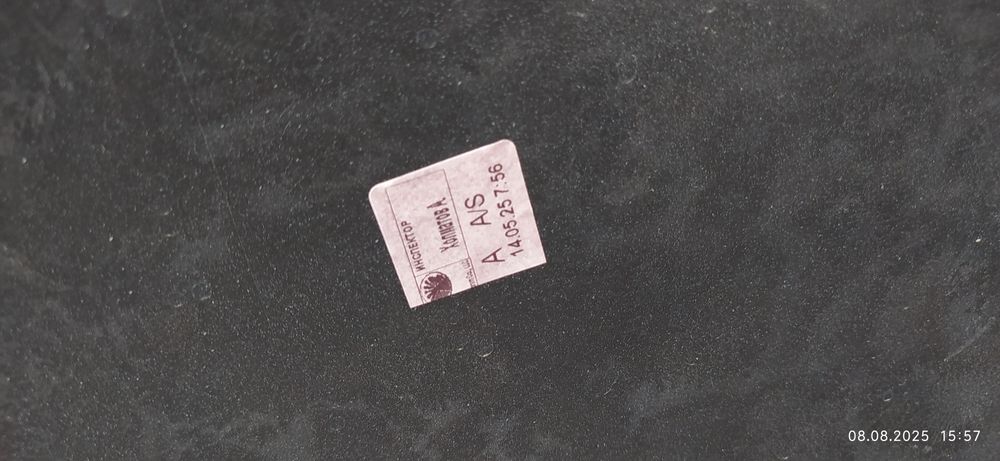 ИНСПЕКТОР
Холматов А.
A A/S
14.05.25 7:56
08.08.2025 15:57